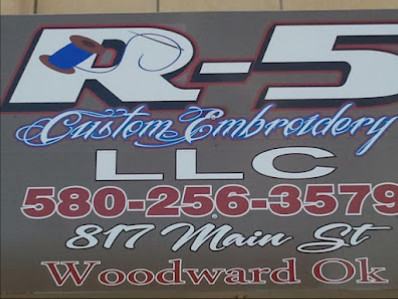 R-5
Custom Embroidery
LLC
580-256-3579
817 Main St
Woodward Ok